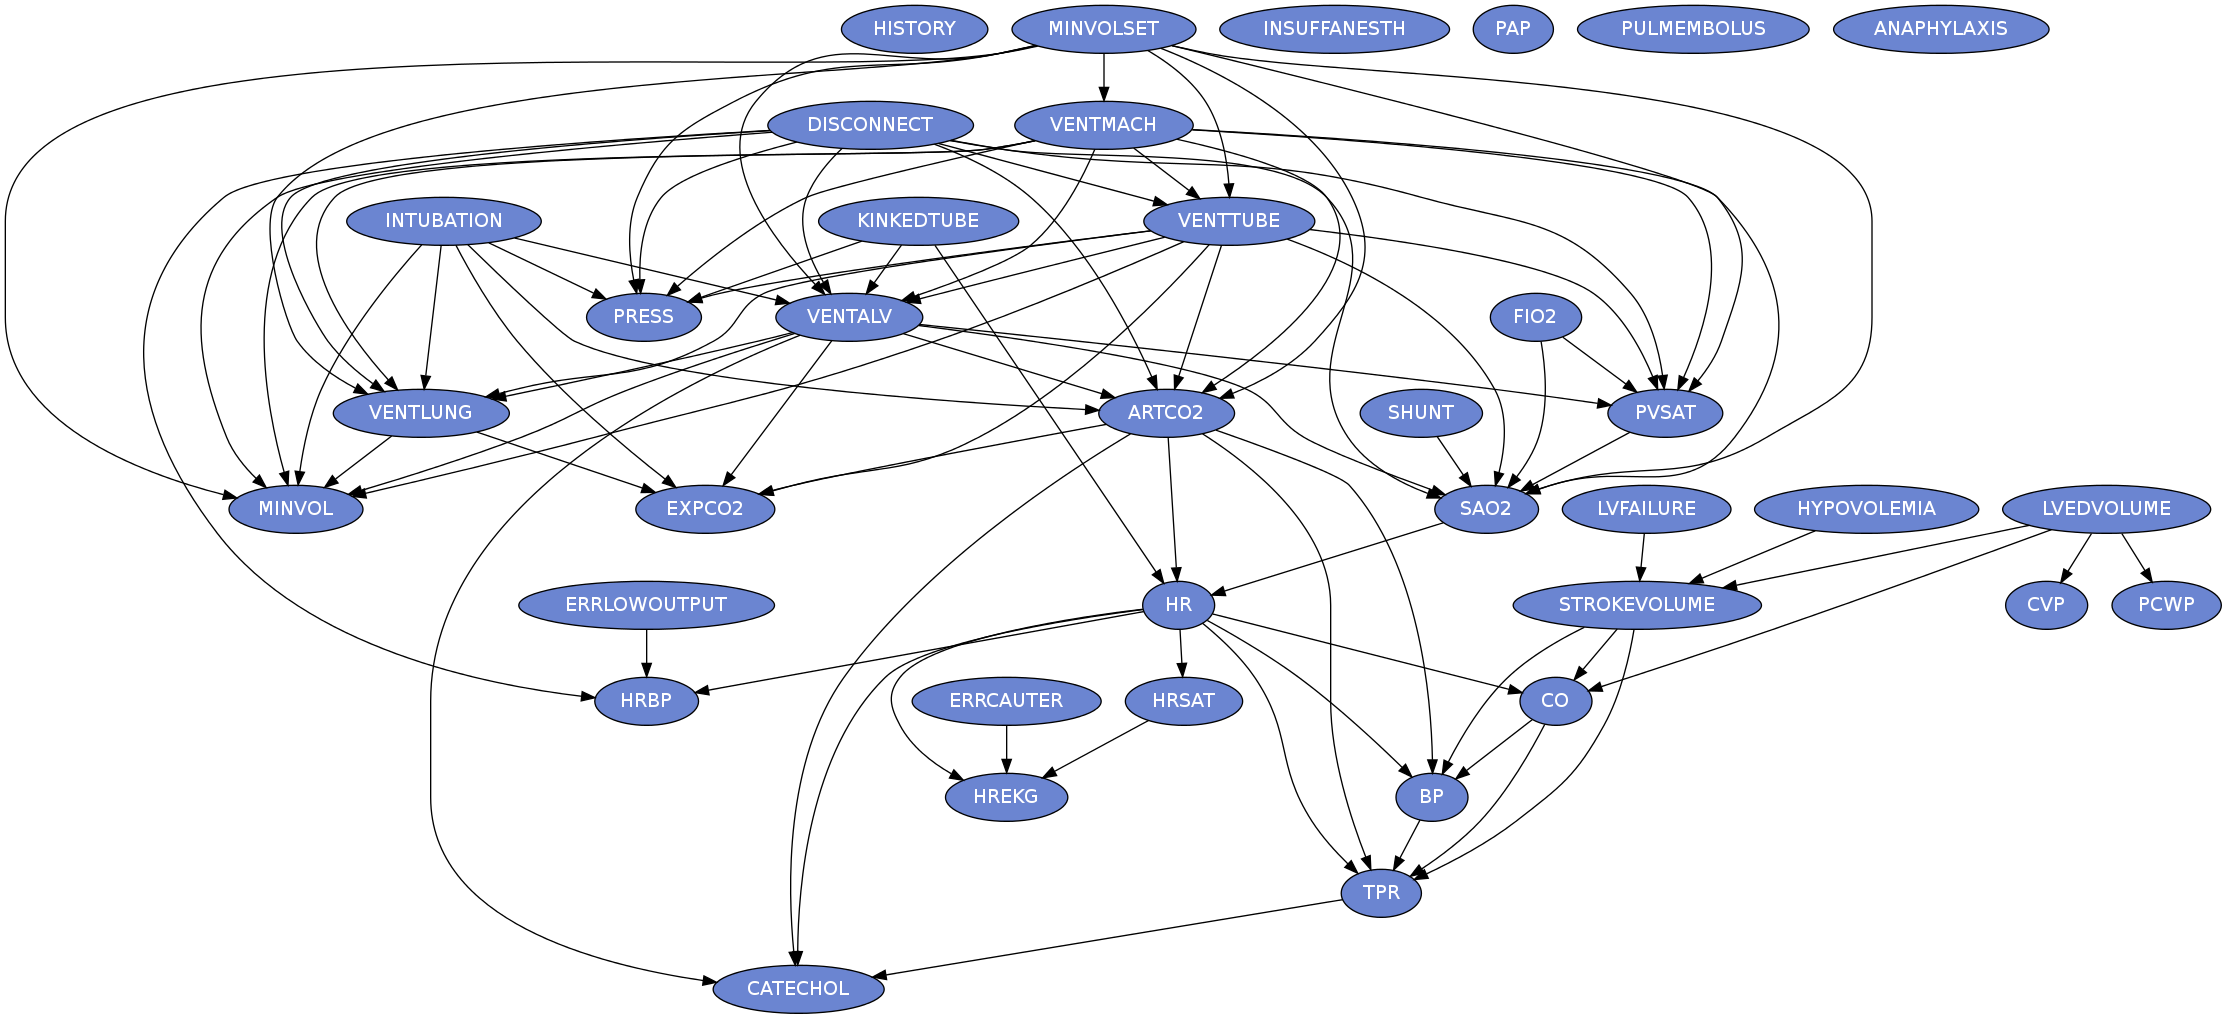 HISTORY
MINVOLSET
INSUFFANESTH
PAP
PULMEMBOLUS
ANAPHYLAXIS
DISCONNECT
VENTMACH
INTUBATION
KINKEDTUBE
VENTTUBE
PRESS
VENTALV
FIO2
VENTLUNG
ARTCO2
SHUNT
PVSAT
MINVOL
EXPCO2
SAO2
LVFAILURE
HYPOVOLEMIA
LVEDVOLUME
ERRLOWOUTPUT
HR
STROKEVOLUME
CVP
PCWP
HRBP
ERRCAUTER
HRSAT
CO
HREKG
BP
TPR
CATECHOL